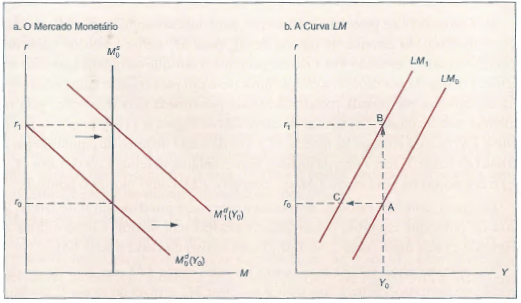 a. O Mercado Monetário
r
M₀ˢ
r₁
r₀
M₁ᵈ(Y₀)
M₀ᵈ(Y₀)
M
b. A Curva LM
r
LM₁
LM₀
r₁
B
r₀
C
A
Y₀
Y